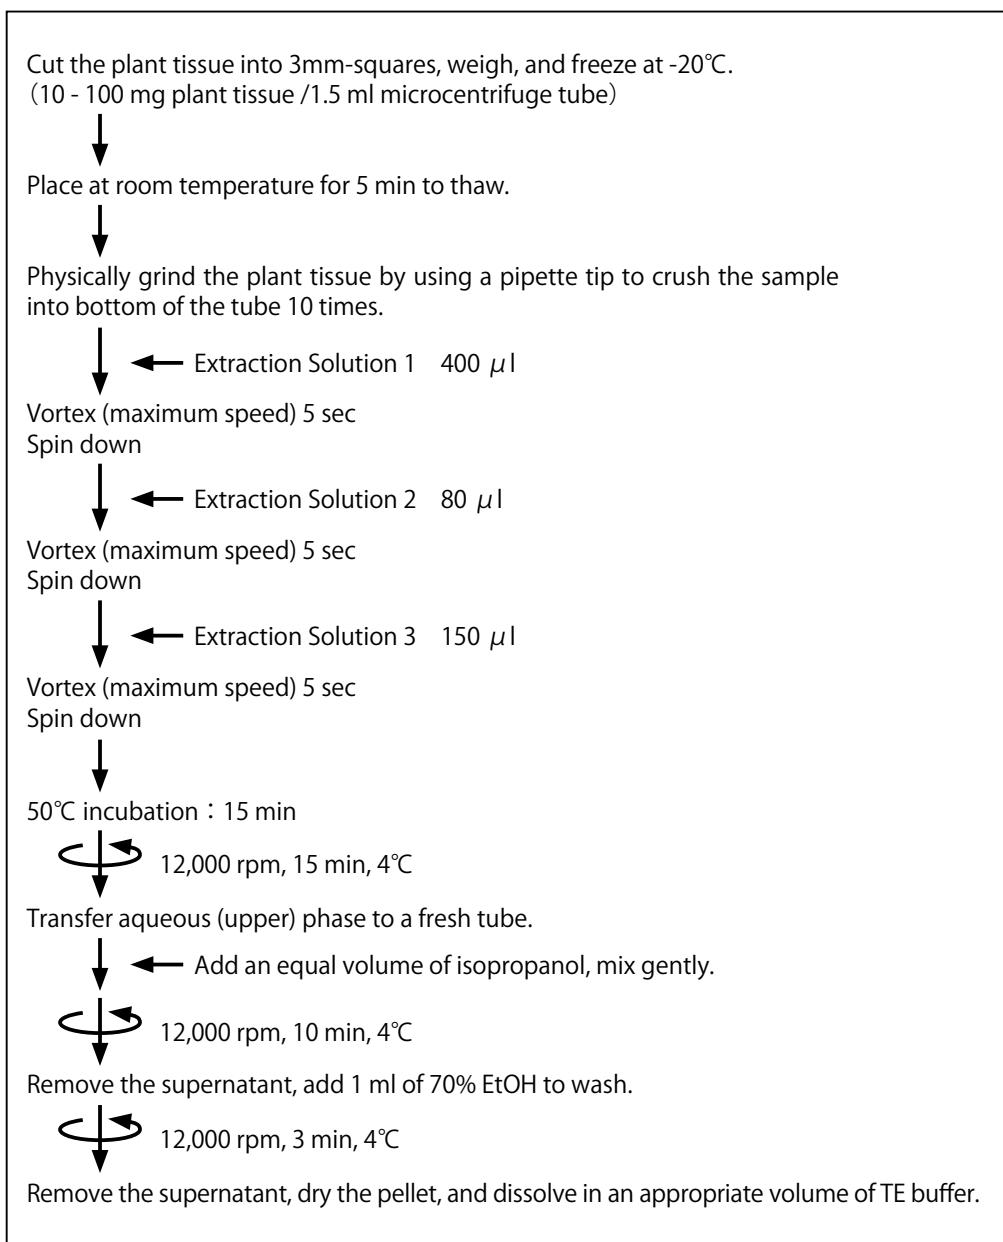 Cut the plant tissue into 3mm-squares, weigh, and freeze at -20℃.
（10 - 100 mg plant tissue /1.5 ml microcentrifuge tube）
Place at room temperature for 5 min to thaw.
Physically grind the plant tissue by using a pipette tip to crush the sample
into bottom of the tube 10 times.
Extraction Solution 1 400 μl
Vortex (maximum speed) 5 sec
Spin down
Extraction Solution 2 80 μl
Vortex (maximum speed) 5 sec
Spin down
Extraction Solution 3 150 μl
Vortex (maximum speed) 5 sec
Spin down
50℃ incubation：15 min
12,000 rpm, 15 min, 4℃
Transfer aqueous (upper) phase to a fresh tube.
Add an equal volume of isopropanol, mix gently.
12,000 rpm, 10 min, 4℃
Remove the supernatant, add 1 ml of 70% EtOH to wash.
12,000 rpm, 3 min, 4℃
Remove the supernatant, dry the pellet, and dissolve in an appropriate volume of TE buffer.